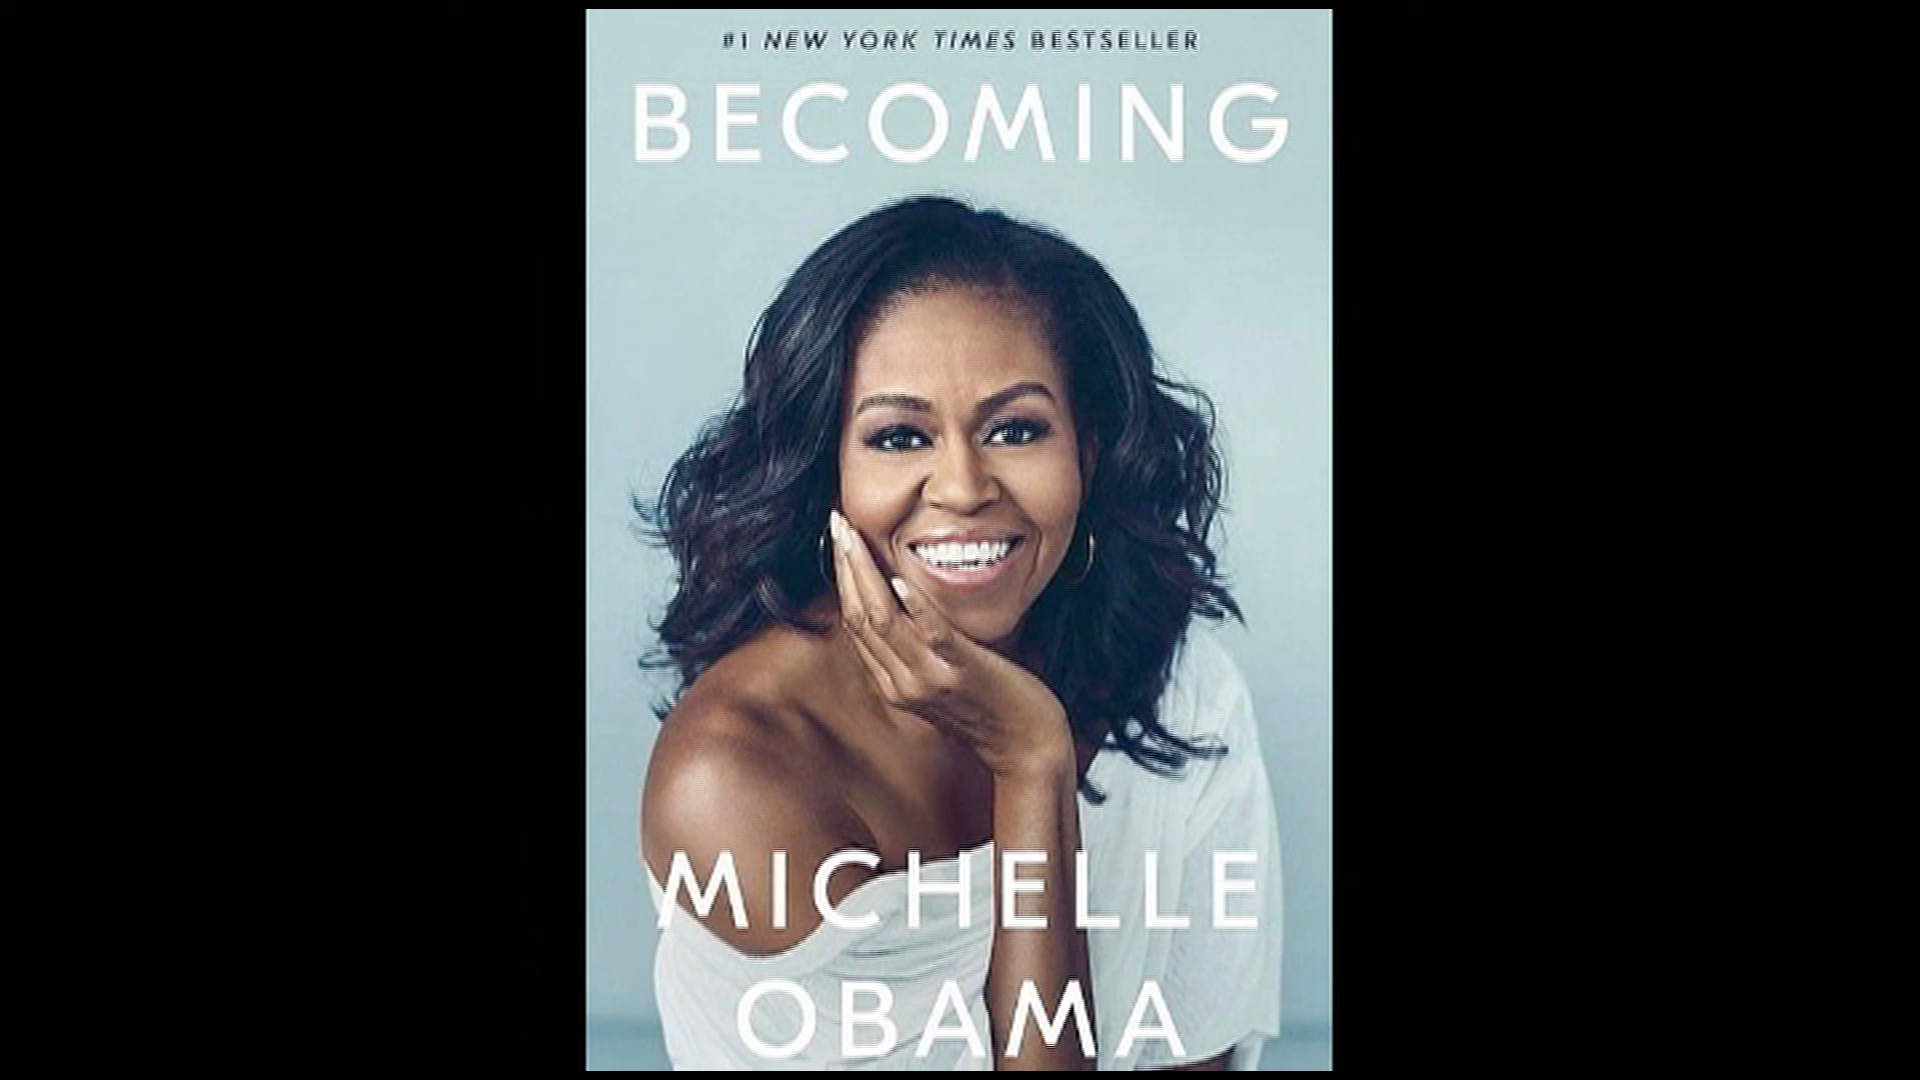 #1 NEW YORK TIMES BESTSELLER
BECOMING
MICHELLE
OBAMA